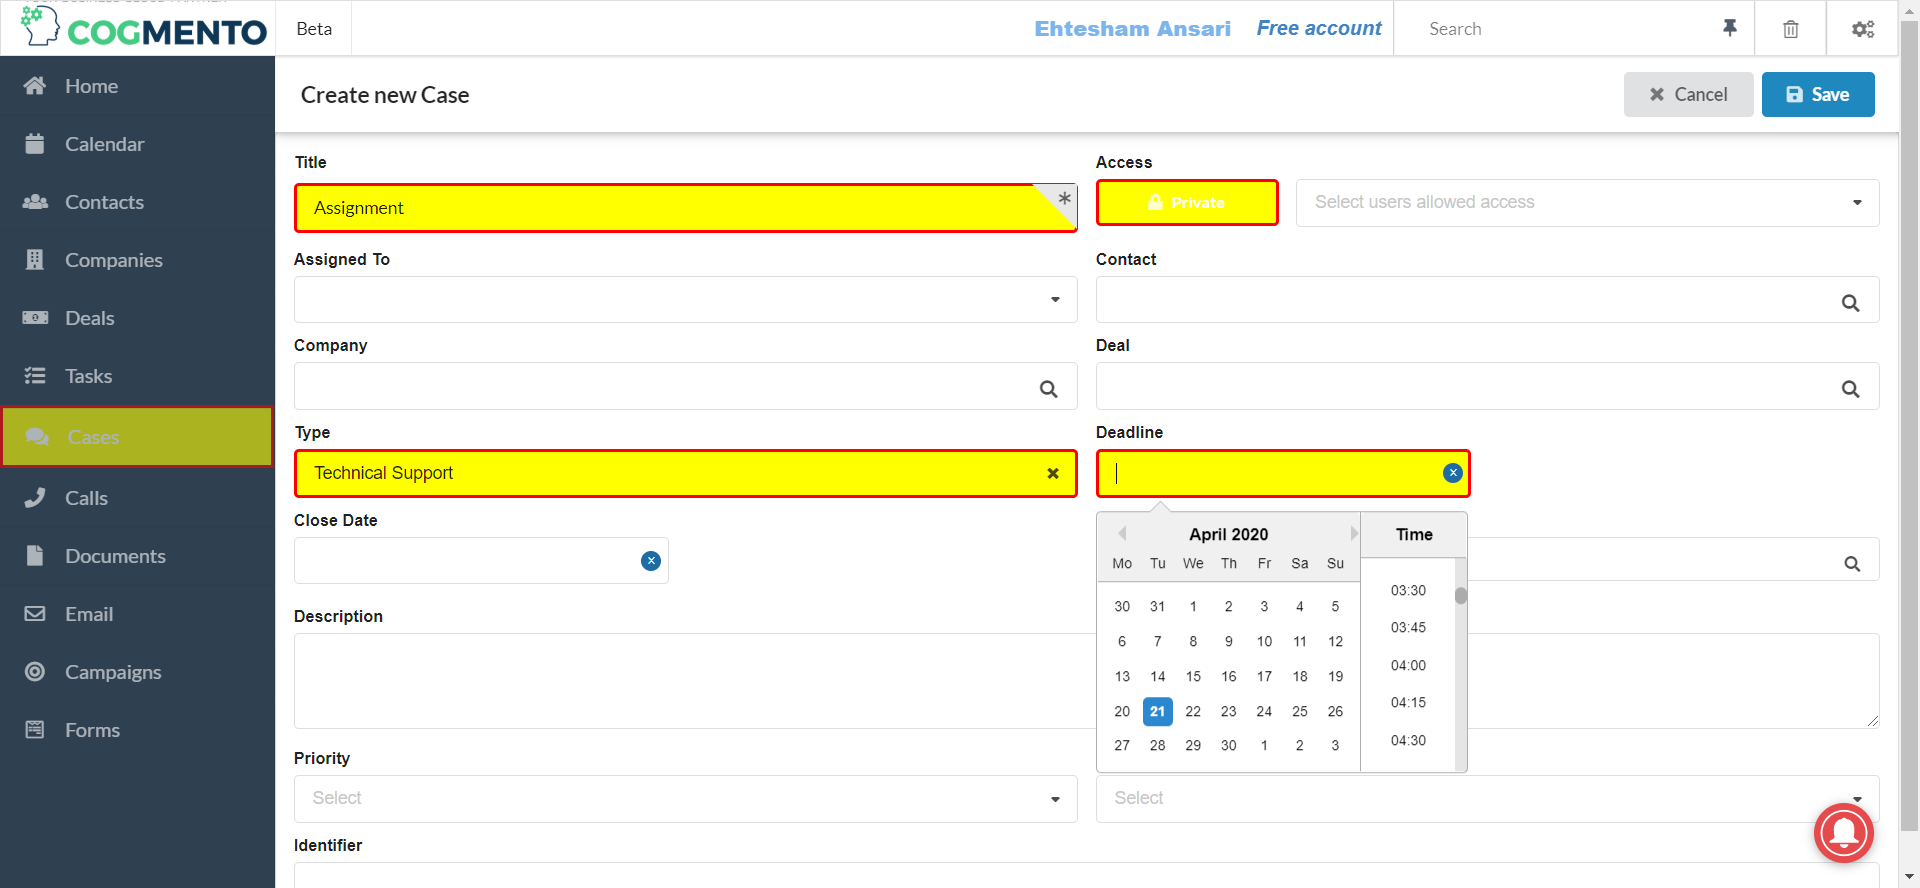 COGMENTO
Beta
Ehtesham Ansari
Free account
Search
Home
Calendar
Contacts
Companies
Deals
Tasks
Cases
Calls
Documents
Email
Campaigns
Forms
Create new Case
Cancel
Save
Title
Assignment
*
Access
Private
Select users allowed access
Assigned To
Contact
Company
Deal
Type
Technical Support
Deadline
Close Date
April 2020
Mo Tu We Th Fr Sa Su
30 31 1 2 3 4 5
6 7 8 9 10 11 12
13 14 15 16 17 18 19
20 21 22 23 24 25 26
27 28 29 30 1 2 3
Time
03:30
03:45
04:00
04:15
04:30
Description
Priority
Select
Select
Identifier